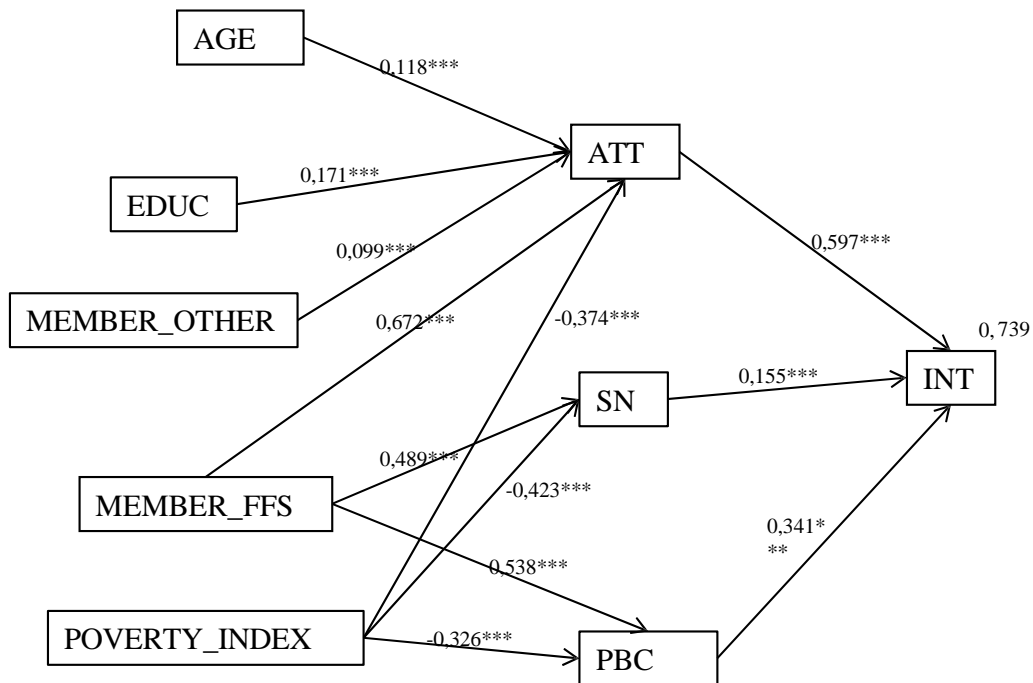 AGE
0,118***
ATT
0,171***
EDUC
0,099***
0,597***
MEMBER_OTHER
0,672***
-0,374***
0,739
INT
0,155***
SN
0,489***
-0,423***
MEMBER_FFS
0,341*
**
0,538***
POVERTY_INDEX
-0,326***
PBC